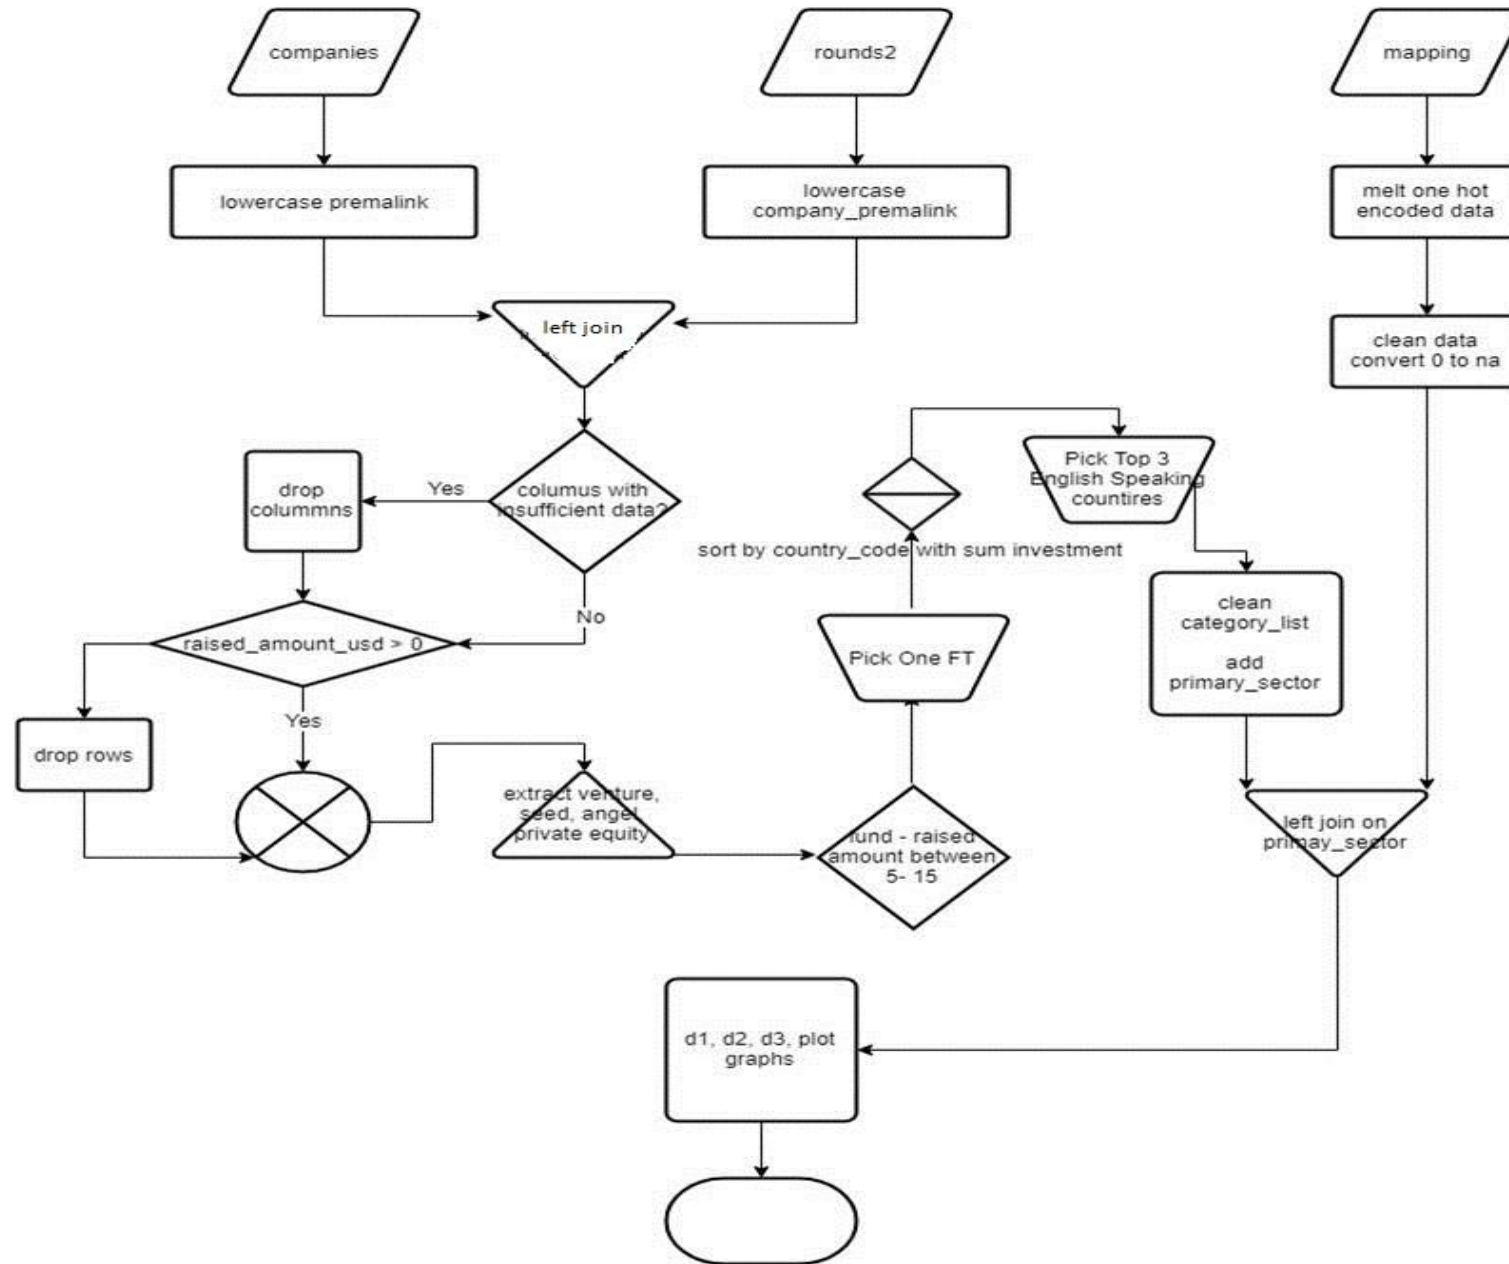 companies
rounds2
mapping
lowercase premalink
lowercase
company_premalink
melt one hot
encoded data
left join
clean data
convert 0 to na
drop
colummns
Yes
columus with
insufficient data?
Pick Top 3
English Speaking
countires
sort by country_code with sum investment
No
raised_amount_usd > 0
Pick One FT
clean
category_list
add
primary_sector
Yes
drop rows
extract venture,
seed, angel
private equity
fund - raised
amount between
5- 15
left join on
primay_sector
d1, d2, d3, plot
graphs